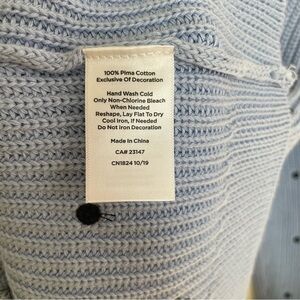 100% Pima Cotton
Exclusive Of Decoration
Hand Wash Cold
Only Non-Chlorine Bleach
When Needed
Reshape, Lay Flat To Dry
Cool Iron, If Needed
Do Not Iron Decoration
Made In China
CA# 23147
CN1824 10/19